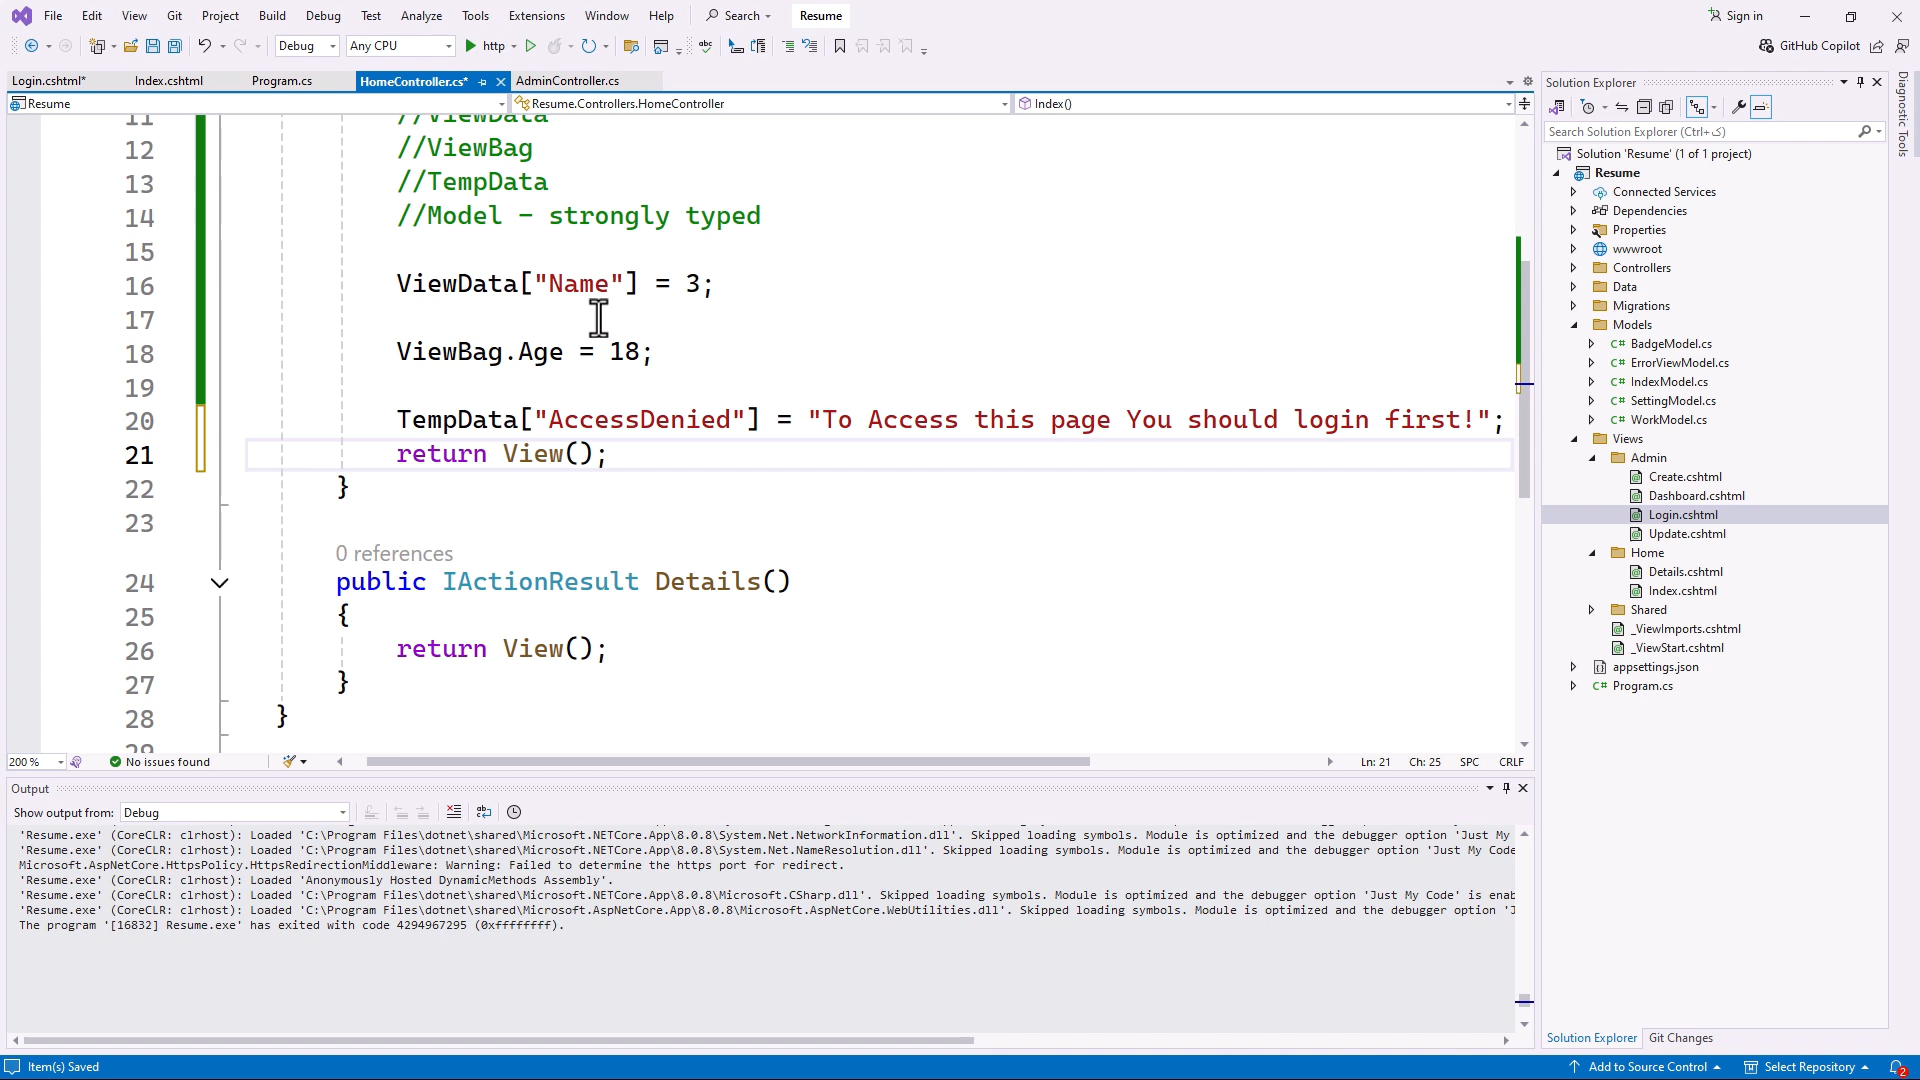 File Edit View Git Project Build Debug Test Analyze Tools Extensions Window Help Search Resume Sign in
Debug Any CPU http GitHub Copilot
Login.cshtml* Index.cshtml Program.cs HomeController.cs* AdminController.cs
Resume Resume.Controllers.HomeController Index()
11 //ViewData
12 //ViewBag
13 //TempData
14 //Model - strongly typed
15
16 ViewData["Name"] = 3;
17
18 ViewBag.Age = 18;
19
20 TempData["AccessDenied"] = "To Access this page You should login first!";
21 return View();
22 }
23
0 references
24 public IActionResult Details()
25 {
26 return View();
27 }
28 }
29
200 % No issues found Ln: 21 Ch: 25 SPC CRLF
Output
Show output from: Debug
'Resume.exe' (CoreCLR: clrhost): Loaded 'C:\Program Files\dotnet\shared\Microsoft.NETCore.App\8.0.8\System.Net.NetworkInformation.dll'. Skipped loading symbols. Module is optimized and the debugger option 'Just My
'Resume.exe' (CoreCLR: clrhost): Loaded 'C:\Program Files\dotnet\shared\Microsoft.NETCore.App\8.0.8\System.Net.NameResolution.dll'. Skipped loading symbols. Module is optimized and the debugger option 'Just My Code
Microsoft.AspNetCore.HttpsPolicy.HttpsRedirectionMiddleware: Warning: Failed to determine the https port for redirect.
'Resume.exe' (CoreCLR: clrhost): Loaded 'Anonymously Hosted DynamicMethods Assembly'.
'Resume.exe' (CoreCLR: clrhost): Loaded 'C:\Program Files\dotnet\shared\Microsoft.NETCore.App\8.0.8\Microsoft.CSharp.dll'. Skipped loading symbols. Module is optimized and the debugger option 'Just My Code' is enab
'Resume.exe' (CoreCLR: clrhost): Loaded 'C:\Program Files\dotnet\shared\Microsoft.AspNetCore.App\8.0.8\Microsoft.AspNetCore.WebUtilities.dll'. Skipped loading symbols. Module is optimized and the debugger option 'J
The program '[16832] Resume.exe' has exited with code 4294967295 (0xffffffff).
Solution Explorer
Search Solution Explorer (Ctrl+ک)
Solution 'Resume' (1 of 1 project)
Resume
Connected Services
Dependencies
Properties
wwwroot
Controllers
Data
Migrations
Models
C# BadgeModel.cs
C# ErrorViewModel.cs
C# IndexModel.cs
C# SettingModel.cs
C# WorkModel.cs
Views
Admin
Create.cshtml
Dashboard.cshtml
Login.cshtml
Update.cshtml
Home
Details.cshtml
Index.cshtml
Shared
_ViewImports.cshtml
_ViewStart.cshtml
appsettings.json
C# Program.cs
Solution Explorer Git Changes
Diagnostic Tools
Item(s) Saved Add to Source Control Select Repository 2